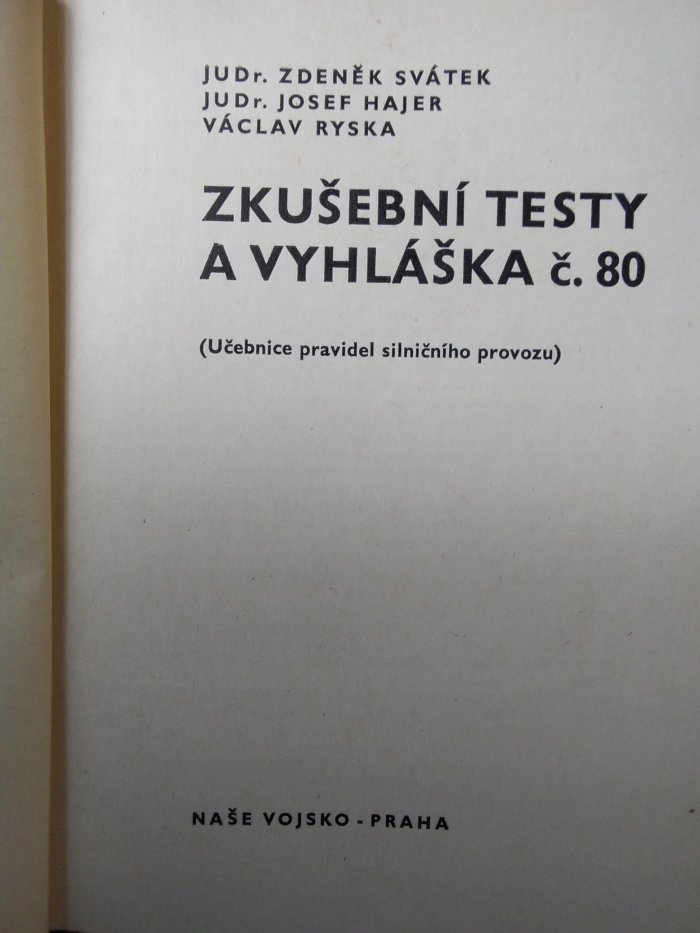 JUDr. ZDENĚK SVÁTEK
JUDr. JOSEF HAJER
VÁCLAV RYSKA
ZKUŠEBNÍ TESTY
A VYHLÁŠKA č. 80
(Učebnice pravidel silničního provozu)
NAŠE VOJSKO - PRAHA